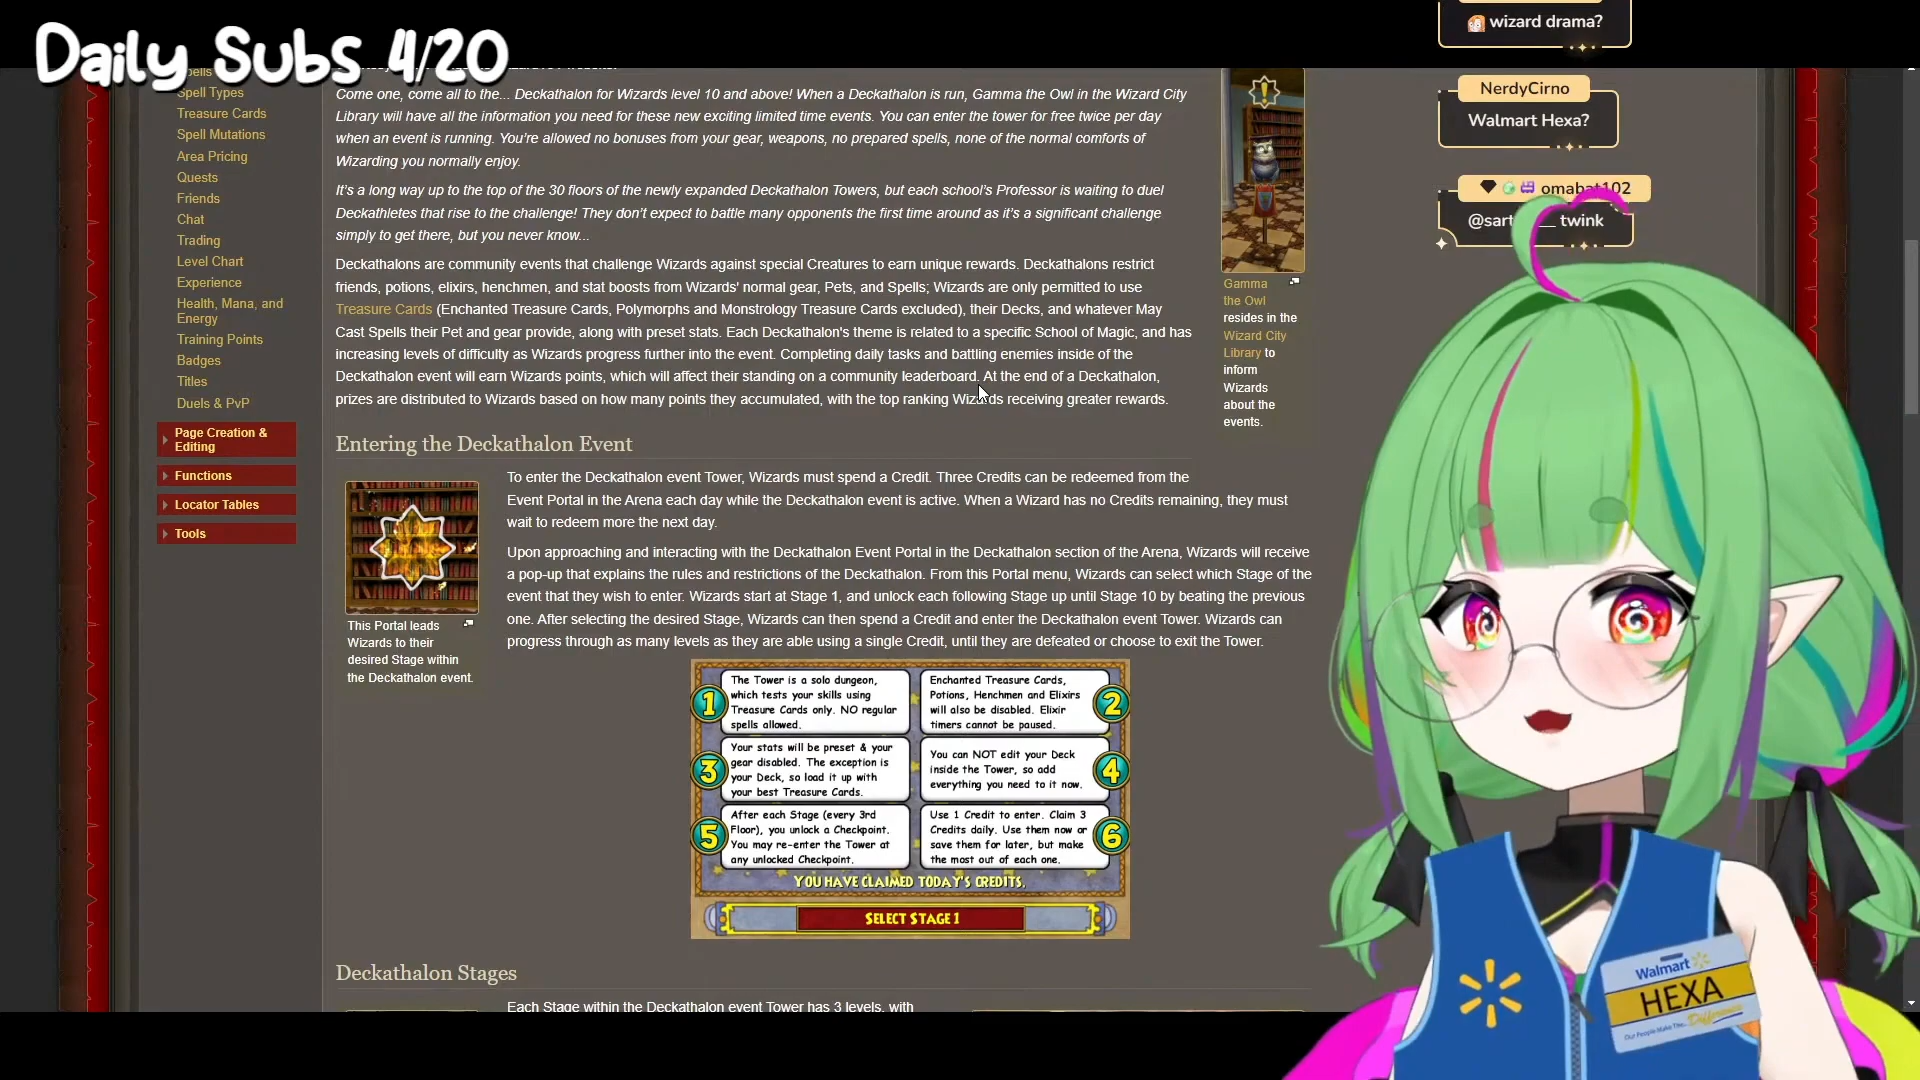 Daily Subs 4/20
Spells
Spell Types
Treasure Cards
Spell Mutations
Area Pricing
Quests
Friends
Chat
Trading
Level Chart
Experience
Health, Mana, and
Energy
Training Points
Badges
Titles
Duels & PvP
Page Creation &
Editing
Functions
Locator Tables
Tools
Come one, come all to the... Deckathalon for Wizards level 10 and above! When a Deckathalon is run, Gamma the Owl in the Wizard City
Library will have all the information you need for these new exciting limited time events. You can enter the tower for free twice per day
when an event is running. You're allowed no bonuses from your gear, weapons, no prepared spells, none of the normal comforts of
Wizarding you normally enjoy.
It's a long way up to the top of the 30 floors of the newly expanded Deckathalon Towers, but each school's Professor is waiting to duel
Deckathletes that rise to the challenge! They don't expect to battle many opponents the first time around as it's a significant challenge
simply to get there, but you never know...
Deckathalons are community events that challenge Wizards against special Creatures to earn unique rewards. Deckathalons restrict
friends, potions, elixirs, henchmen, and stat boosts from Wizards' normal gear, Pets, and Spells; Wizards are only permitted to use
Treasure Cards (Enchanted Treasure Cards, Polymorphs and Monstrology Treasure Cards excluded), their Decks, and whatever May
Cast Spells their Pet and gear provide, along with preset stats. Each Deckathalon's theme is related to a specific School of Magic, and has
increasing levels of difficulty as Wizards progress further into the event. Completing daily tasks and battling enemies inside of the
Deckathalon event will earn Wizards points, which will affect their standing on a community leaderboard. At the end of a Deckathalon,
prizes are distributed to Wizards based on how many points they accumulated, with the top ranking Wizards receiving greater rewards.
Gamma
the Owl
resides in the
Wizard City
Library to
inform
Wizards
about the
events.
Entering the Deckathalon Event
This Portal leads
Wizards to their
desired Stage within
the Deckathalon event.
To enter the Deckathalon event Tower, Wizards must spend a Credit. Three Credits can be redeemed from the
Event Portal in the Arena each day while the Deckathalon event is active. When a Wizard has no Credits remaining, they must
wait to redeem more the next day.
Upon approaching and interacting with the Deckathalon Event Portal in the Deckathalon section of the Arena, Wizards will receive
a pop-up that explains the rules and restrictions of the Deckathalon. From this Portal menu, Wizards can select which Stage of the
event that they wish to enter. Wizards start at Stage 1, and unlock each following Stage up until Stage 10 by beating the previous
one. After selecting the desired Stage, Wizards can then spend a Credit and enter the Deckathalon event Tower. Wizards can
progress through as many levels as they are able using a single Credit, until they are defeated or choose to exit the Tower.
1
The Tower is a solo dungeon,
which tests your skills using
Treasure Cards only. NO regular
spells allowed.
Enchanted Treasure Cards,
Potions, Henchmen and Elixirs
will also be disabled. Elixir
timers cannot be paused.
2
3
Your stats will be preset & your
gear disabled. The exception is
your Deck, so load it up with
your best Treasure Cards.
You can NOT edit your Deck
inside the Tower, so add
everything you need to it now.
4
5
After each Stage (every 3rd
Floor), you unlock a Checkpoint.
You may re-enter the Tower at
any unlocked Checkpoint.
Use 1 Credit to enter. Claim 3
Credits daily. Use them now or
save them for later, but make
the most out of each one.
6
YOU HAVE CLAIMED TODAY'S CREDITS.
SELECT STAGE 1
Deckathalon Stages
Each Stage within the Deckathalon event Tower has 3 levels, with
wizard drama?
NerdyCirno
Walmart Hexa?
omabat102
twink
Walmart
HEXA
Our People Make The... Difference